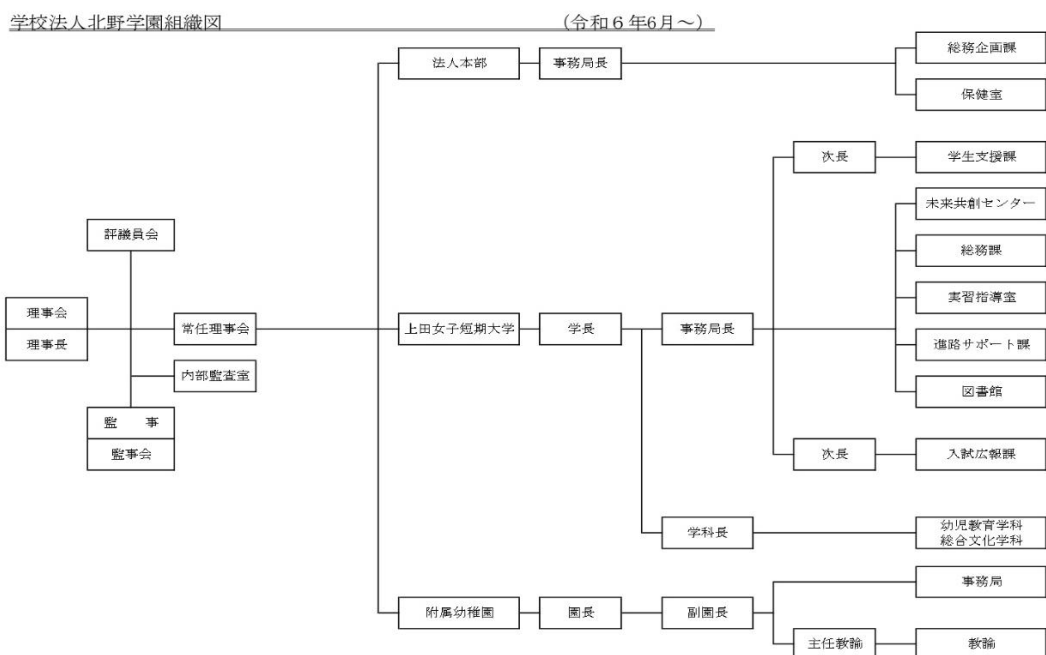 学校法人北野学園組織図 (令和６年6月～)
法人本部
事務局長
総務企画課
保健室
次長
学生支援課
未来共創センター
評議員会
総務課
理事会
理事長
常任理事会
上田女子短期大学
学長
事務局長
実習指導室
進路サポート課
内部監査室
図書館
監　事
監事会
次長
入試広報課
学科長
幼児教育学科
総合文化学科
事務局
附属幼稚園
園長
副園長
主任教諭
教諭